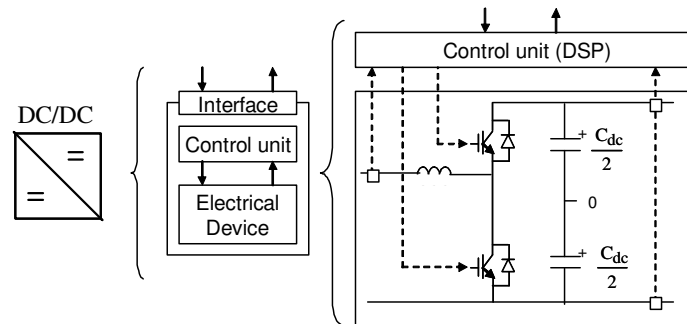 DC/DC
=
=
Interface
Control unit
Electrical
Device
Control unit (DSP)
+ Cdc
2
0
+ Cdc
2